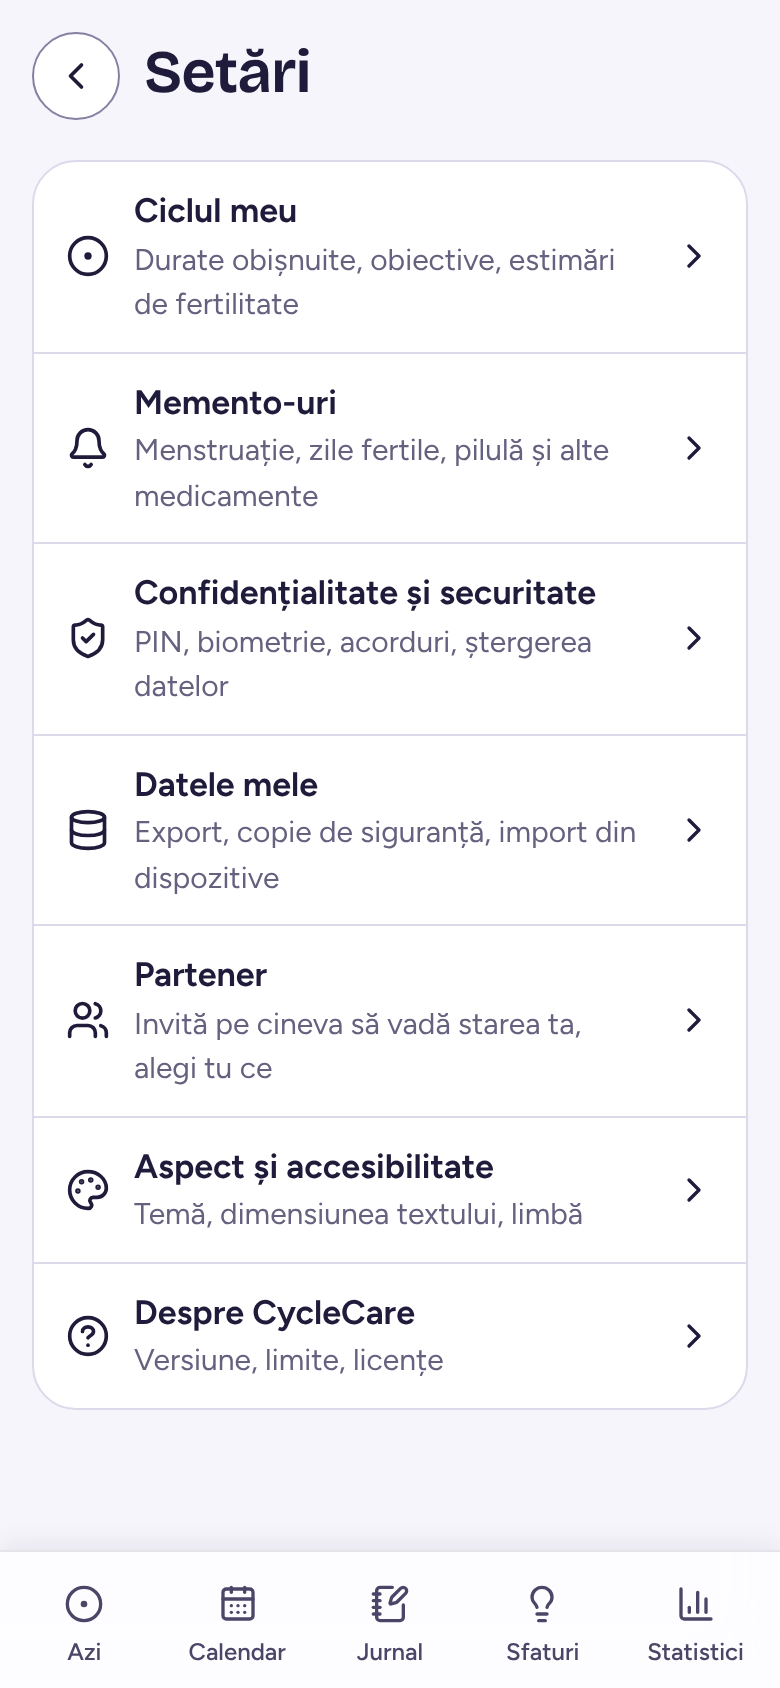 Setări
Ciclul meu
Durate obișnuite, obiective, estimări
de fertilitate
Memento-uri
Menstruație, zile fertile, pilulă și alte
medicamente
Confidențialitate și securitate
PIN, biometrie, acorduri, ștergerea
datelor
Datele mele
Export, copie de siguranță, import din
dispozitive
Partener
Invită pe cineva să vadă starea ta,
alegi tu ce
Aspect și accesibilitate
Temă, dimensiunea textului, limbă
Despre CycleCare
Versiune, limite, licențe
Azi
Calendar
Jurnal
Sfaturi
Statistici